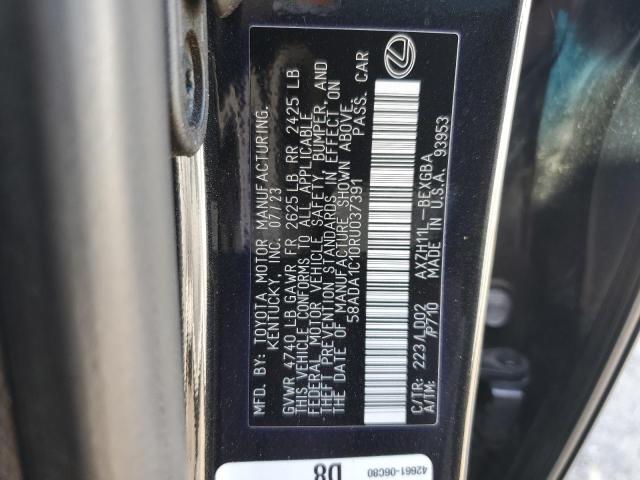 MFD. BY: TOYOTA MOTOR MANUFACTURING,
KENTUCKY, INC. 07/23
GVWR 4740 LB GAWR FR 2625 LB RR 2425 LB
THIS VEHICLE CONFORMS TO ALL APPLICABLE
FEDERAL MOTOR VEHICLE SAFETY, BUMPER, AND
THEFT PREVENTION STANDARDS IN EFFECT ON
THE DATE OF MANUFACTURE SHOWN ABOVE.
58ADA1C10RU037391 PASS. CAR
C/TR: 223/LD02 AXZH11L-BEXGBA
A/TM: /P710 MADE IN U.S.A. 93953
42661-06C80
D8